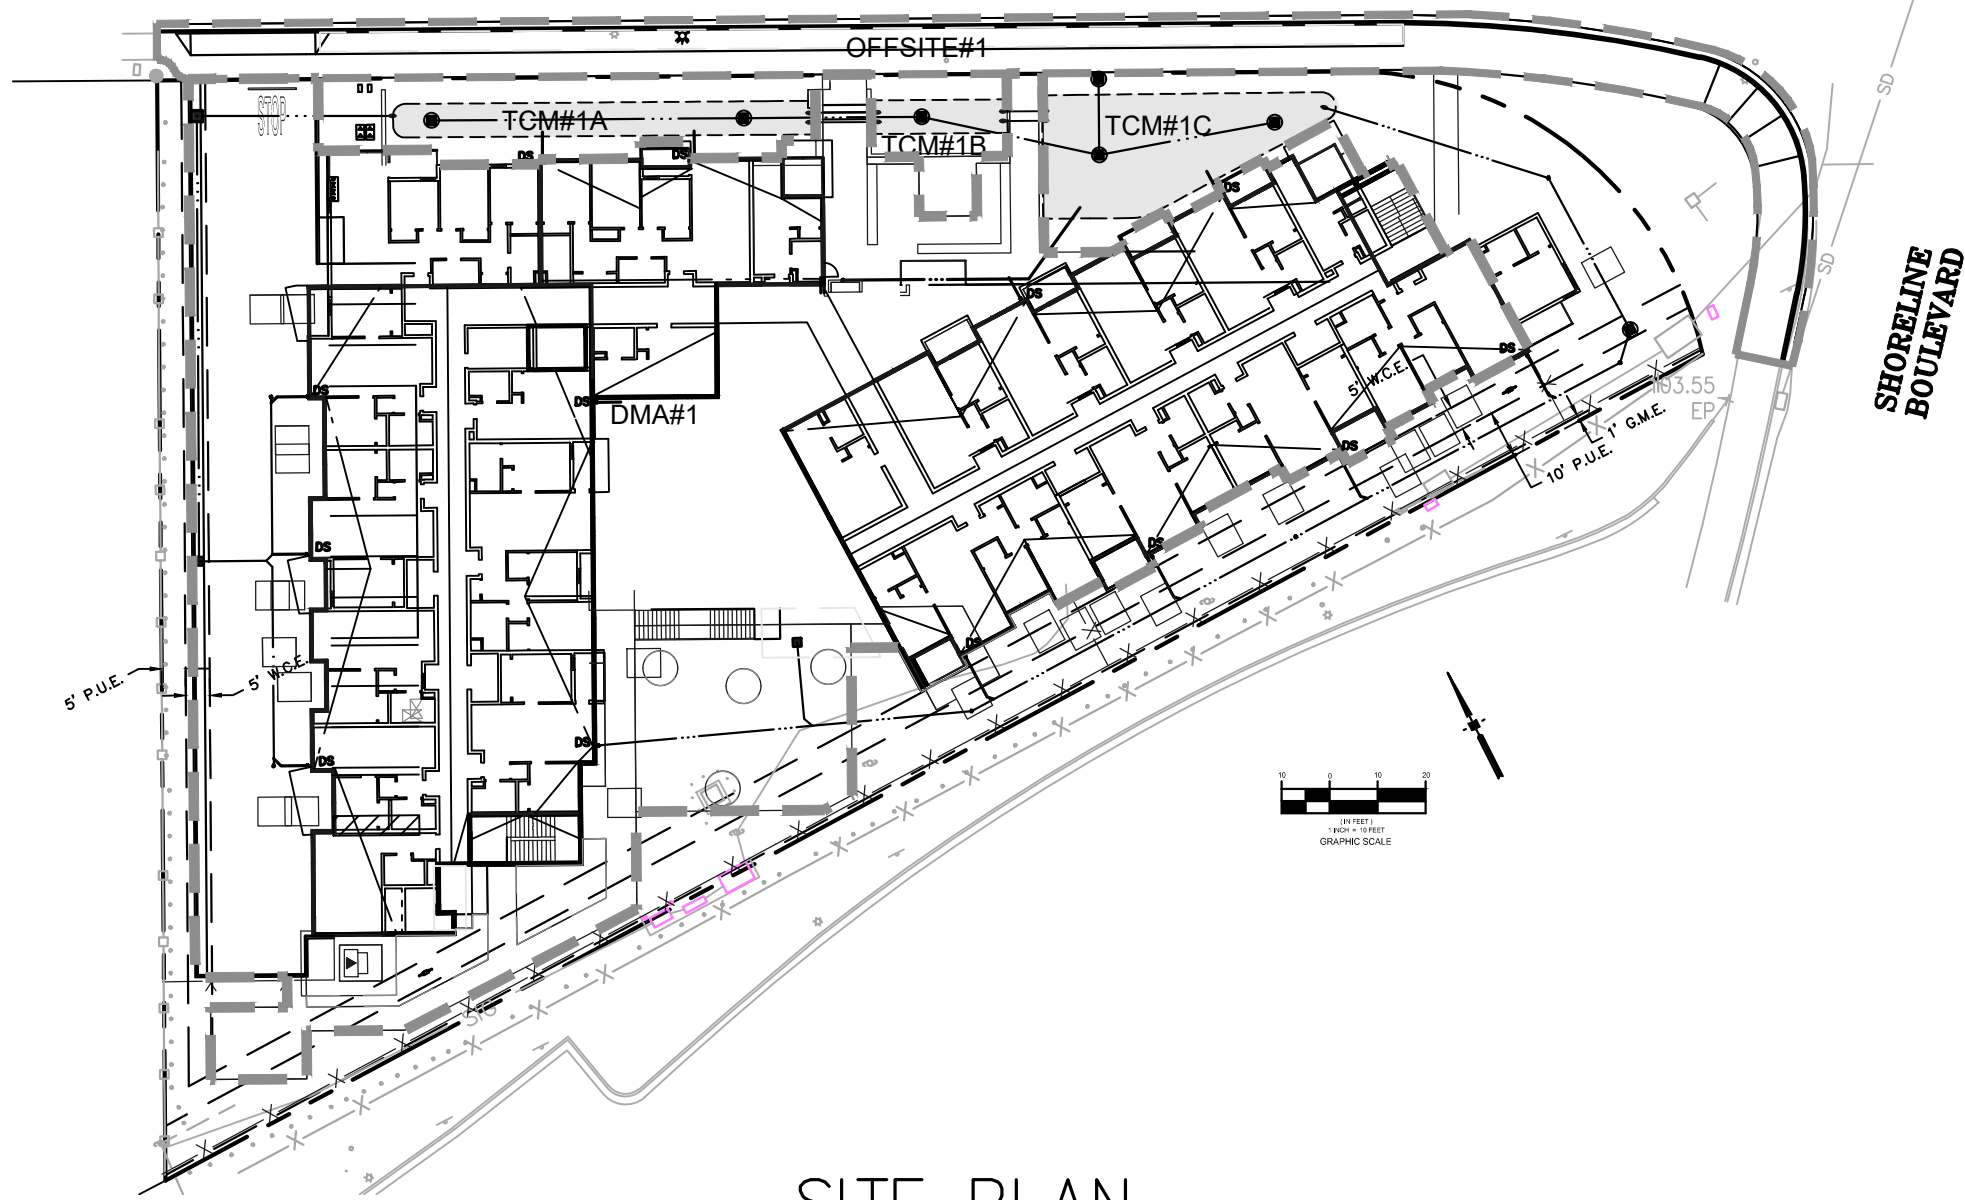 OFFSITE#1
SD
STOP
TCM#1A
TCM#1B
TCM#1C
DS
DS
DS
SD
SHORELINE
BOULEVARD
DS
DS
5' W.C.E.
DS
DS
DS
DMA#1
103.55
EP
1' G.M.E.
DS
10' P.U.E.
DS
DS
DS
5' P.U.E.
5' W.C.E.
DS
DS
10 0 10 20
( IN FEET )
1 INCH = 10 FEET
GRAPHIC SCALE
SIG
SITE PLAN